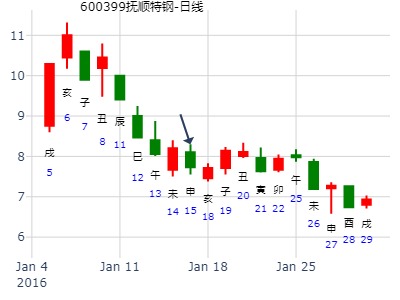 600399抚顺特钢-日线
11
10
9
8
7
6
戌
5
亥
6
子
7
丑
8
辰
11
巳
12
午
13
未
14
申
15
亥
18
子
19
丑
20
寅
21
卯
22
午
25
未
26
申
27
酉
28
戌
29
Jan 4
2016
Jan 11
Jan 18
Jan 25